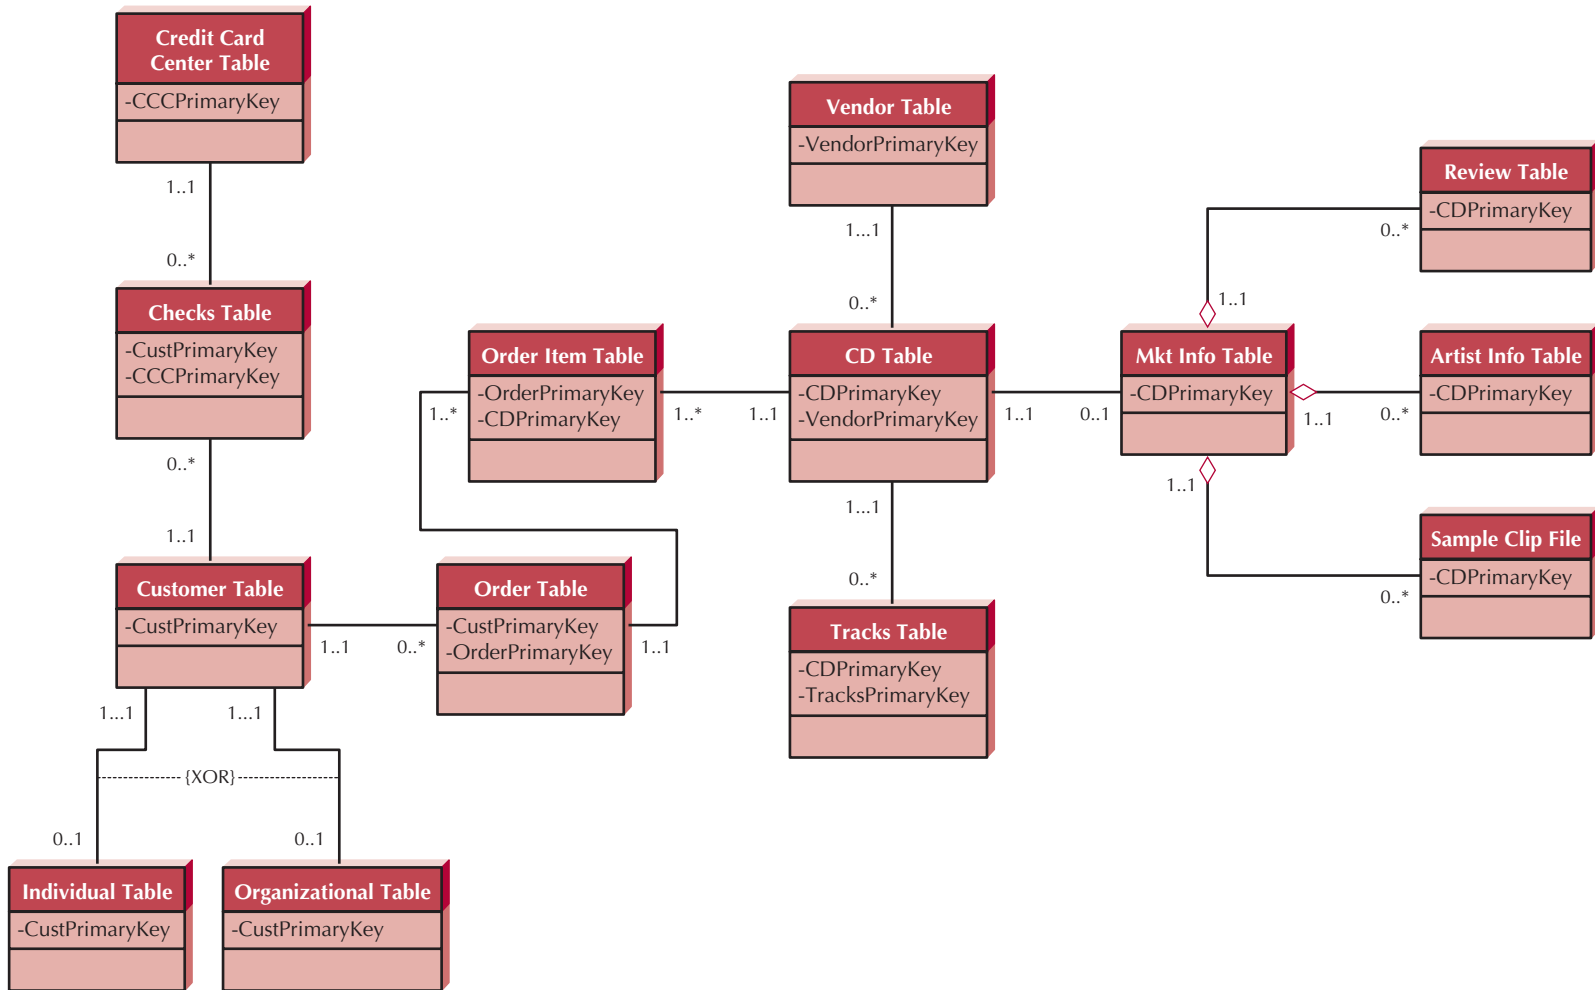 Credit Card
Center Table
-CCCPrimaryKey
1..1
0..*
Checks Table
-CustPrimaryKey
-CCCPrimaryKey
0..*
1..1
Customer Table
-CustPrimaryKey
1..1
0..*
Order Table
-CustPrimaryKey
-OrderPrimaryKey
1..1
1...1
1...1
{XOR}
0..1
0..1
Individual Table
-CustPrimaryKey
Organizational Table
-CustPrimaryKey
1..*
Order Item Table
-OrderPrimaryKey
-CDPrimaryKey
1..*
1..1
Vendor Table
-VendorPrimaryKey
1...1
0..*
CD Table
-CDPrimaryKey
-VendorPrimaryKey
1..1
0..1
1...1
0..*
Tracks Table
-CDPrimaryKey
-TracksPrimaryKey
Mkt Info Table
-CDPrimaryKey
1..1
0..*
Review Table
-CDPrimaryKey
1..1
0..*
Artist Info Table
-CDPrimaryKey
1..1
0..*
Sample Clip File
-CDPrimaryKey